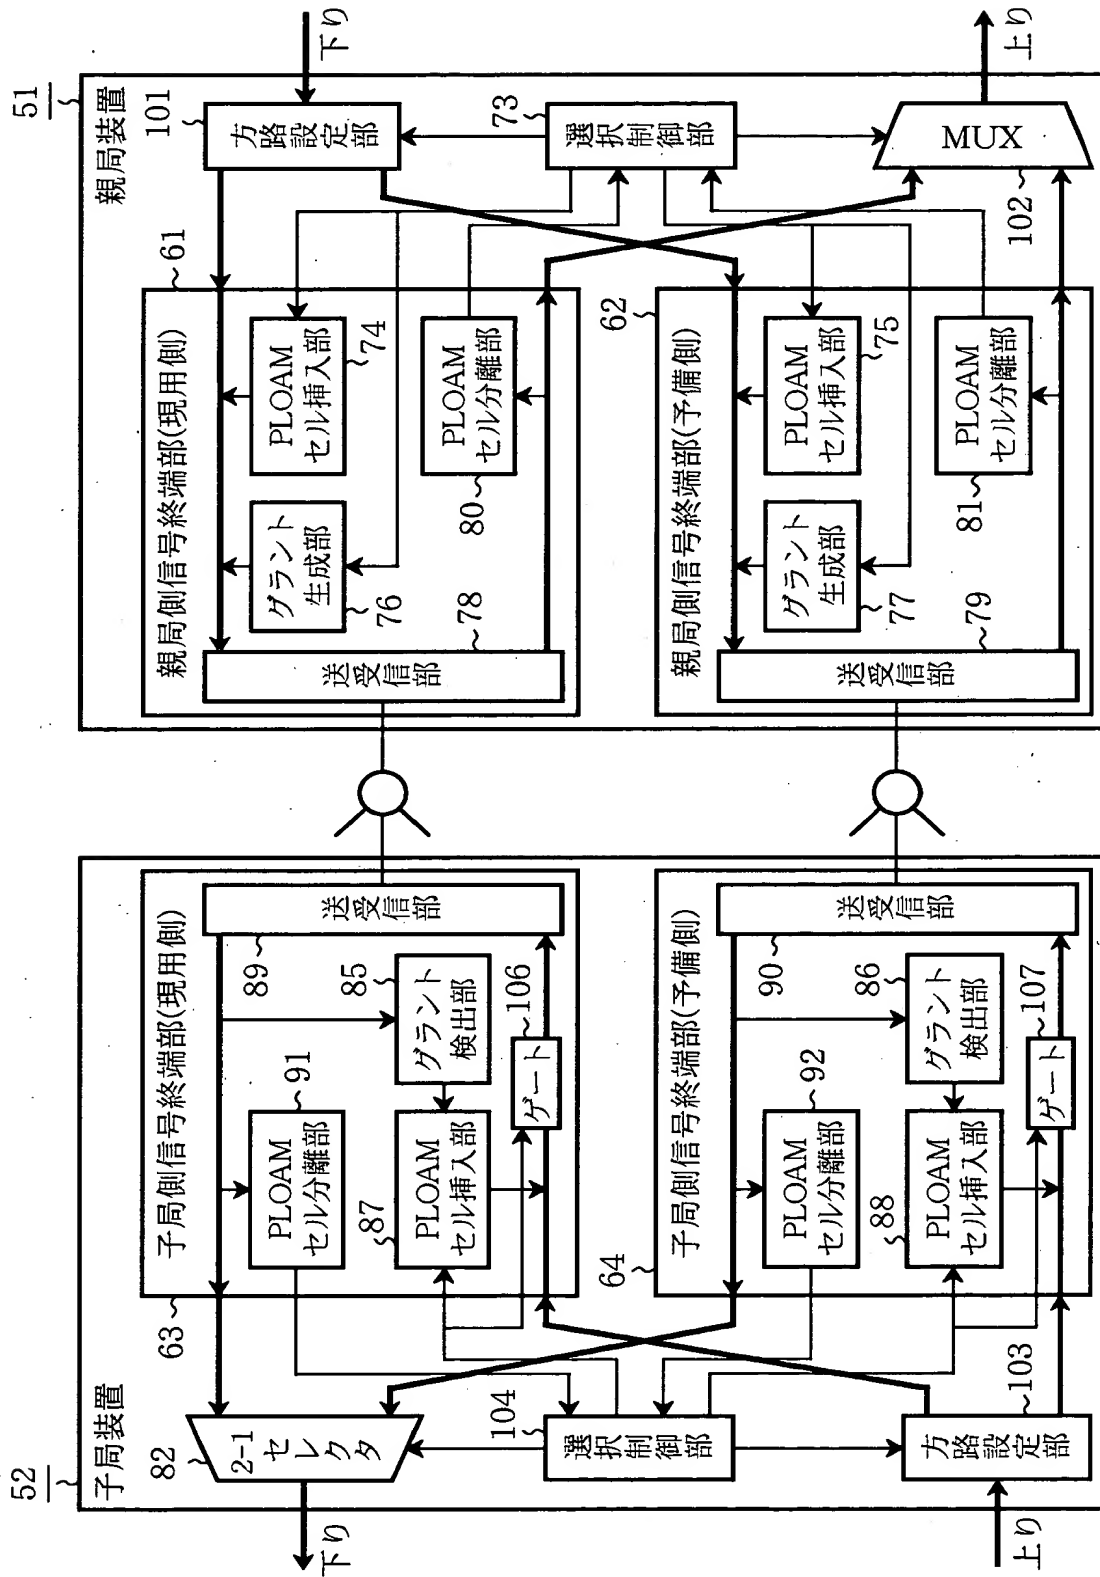 52
子局装置
82
2-1
セレクタ
下り
104
選択制御部
103
方路設定部
上り
63
子局側信号終端部(現用側)
91
PLOAM
セル分離部
87
PLOAM
セル挿入部
85
グラント
検出部
106
ゲート
89
送受信部
64
子局側信号終端部(予備側)
92
PLOAM
セル分離部
88
PLOAM
セル挿入部
86
グラント
検出部
107
ゲート
90
送受信部
51
親局装置
61
親局側信号終端部(現用側)
78
送受信部
76
グラント
生成部
74
PLOAM
セル挿入部
80
PLOAM
セル分離部
62
親局側信号終端部(予備側)
79
送受信部
77
グラント
生成部
75
PLOAM
セル挿入部
81
PLOAM
セル分離部
101
方路設定部
下り
73
選択制御部
102
MUX
上り